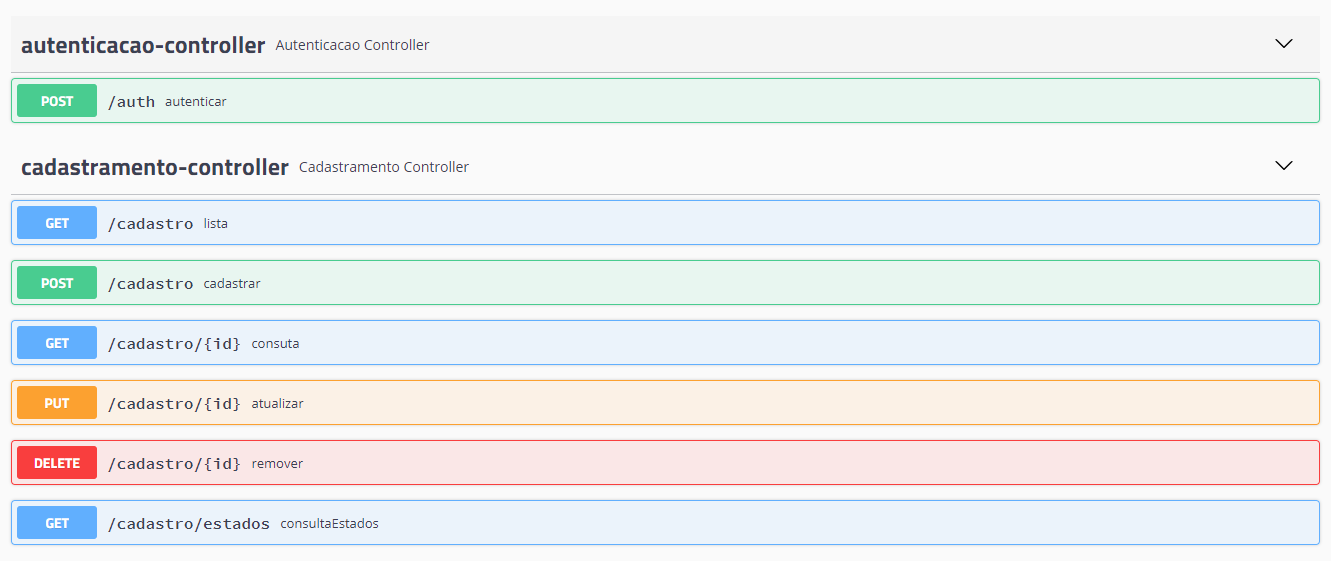 autenticacao-controller Autenticacao Controller
POST /auth autenticar
cadastramento-controller Cadastramento Controller
GET /cadastro lista
POST /cadastro cadastrar
GET /cadastro/{id} consuta
PUT /cadastro/{id} atualizar
DELETE /cadastro/{id} remover
GET /cadastro/estados consultaEstados